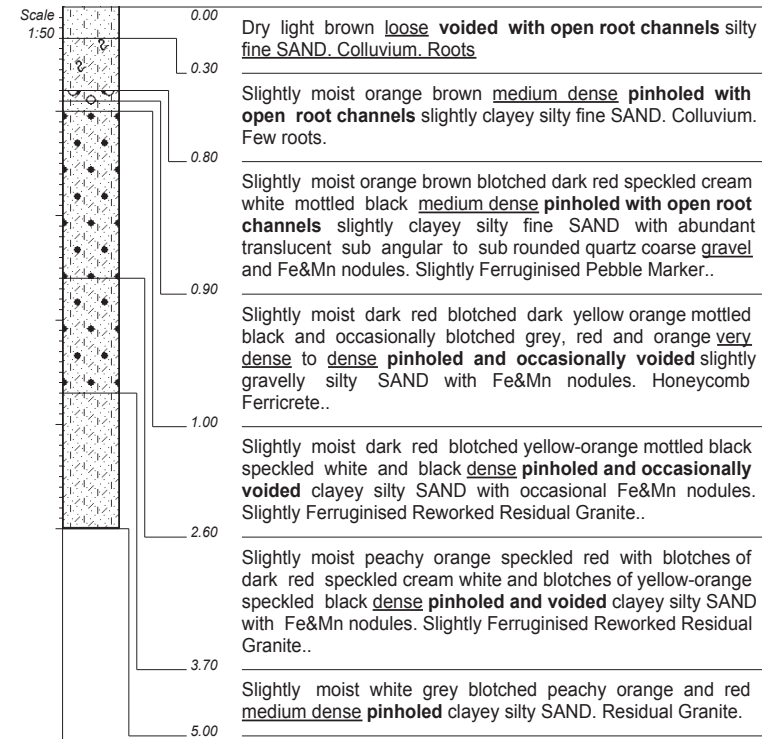 Scale
1:50
0.00
Dry light brown loose voided with open root channels silty
fine SAND. Colluvium. Roots
0.30
Slightly moist orange brown medium dense pinholed with
open root channels slightly clayey silty fine SAND. Colluvium.
Few roots.
0.80
Slightly moist orange brown blotched dark red speckled cream
white mottled black medium dense pinholed with open root
channels slightly clayey silty fine SAND with abundant
translucent sub angular to sub rounded quartz coarse gravel
and Fe&Mn nodules. Slightly Ferruginised Pebble Marker..
0.90
Slightly moist dark red blotched dark yellow orange mottled
black and occasionally blotched grey, red and orange very
dense to dense pinholed and occasionally voided slightly
gravelly silty SAND with Fe&Mn nodules. Honeycomb
Ferricrete..
1.00
Slightly moist dark red blotched yellow-orange mottled black
speckled white and black dense pinholed and occasionally
voided clayey silty SAND with occasional Fe&Mn nodules.
Slightly Ferruginised Reworked Residual Granite..
2.60
Slightly moist peachy orange speckled red with blotches of
dark red speckled cream white and blotches of yellow-orange
speckled black dense pinholed and voided clayey silty SAND
with Fe&Mn nodules. Slightly Ferruginised Reworked Residual
Granite..
3.70
Slightly moist white grey blotched peachy orange and red
medium dense pinholed clayey silty SAND. Residual Granite.
5.00